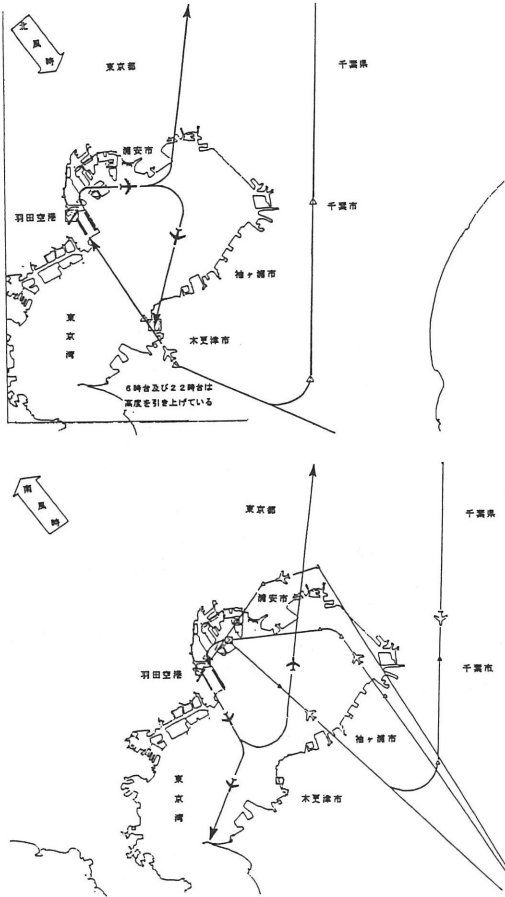 北風時
東京都
千葉県
浦安市
羽田空港
千葉市
袖ヶ浦市
東京湾
木更津市
6時台及び22時台は
高度を引き上げている
南風時
東京都
千葉県
浦安市
羽田空港
千葉市
袖ヶ浦市
東京湾
木更津市